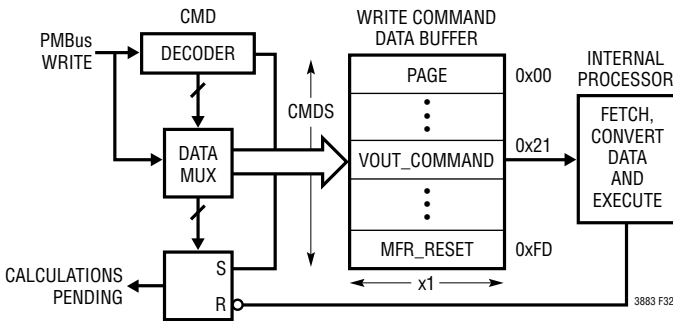 CMD
WRITE COMMAND
DATA BUFFER
PMBus
WRITE
DECODER
PAGE
0x00
INTERNAL
PROCESSOR
CMDS
FETCH,
CONVERT
DATA
AND
EXECUTE
DATA
MUX
VOUT_COMMAND
0x21
CALCULATIONS
PENDING
S
R
MFR_RESET
0xFD
x1
3883 F32